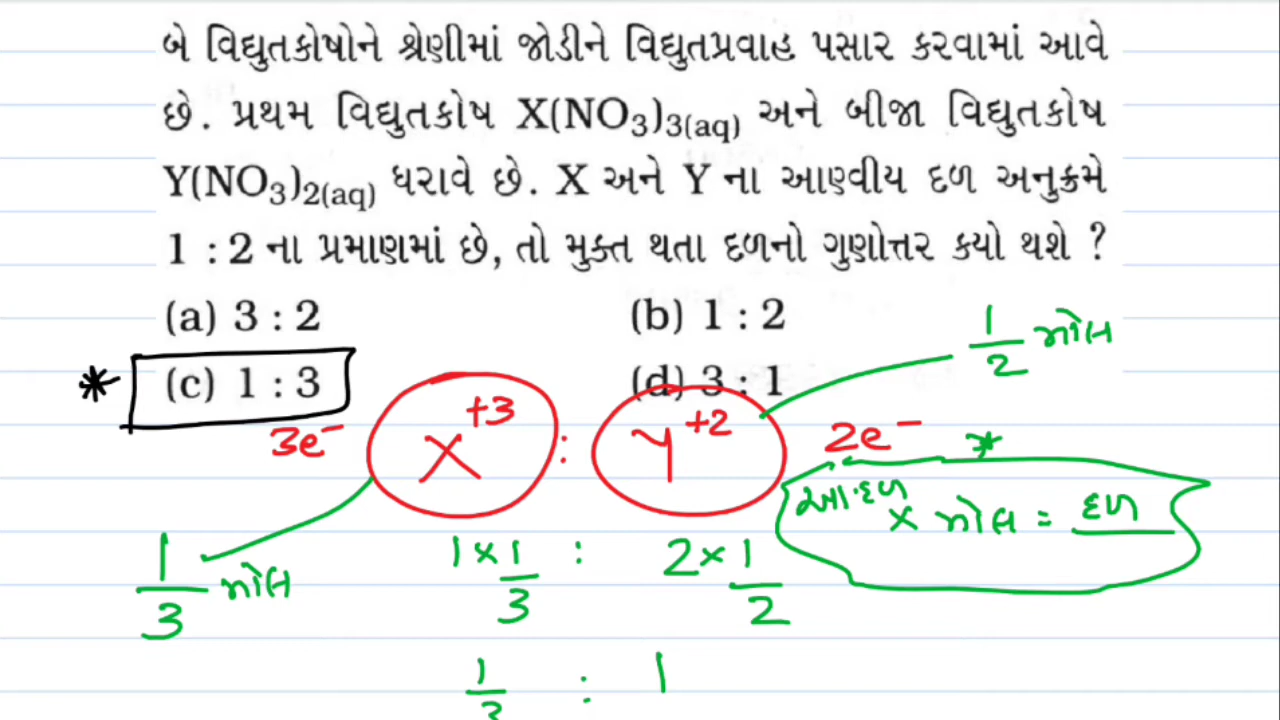 બે વિદ્યુતકોષોને શ્રેણીમાં જોડીને વિદ્યુતપ્રવાહ પસાર કરવામાં આવે
છે. પ્રથમ વિદ્યુતકોષ X(NO₃)₃(aq) અને બીજા વિદ્યુતકોષ
Y(NO₃)₂(aq) ધરાવે છે. X અને Y ના આણ્વીય દળ અનુક્રમે
1 : 2 ના પ્રમાણમાં છે, તો મુક્ત થતા દળનો ગુણોત્તર કયો થશે ?
(a) 3 : 2 (b) 1 : 2
1/2 મોલ
* (c) 1 : 3 (d) 3 : 1
3e⁻ X⁺³ : Y⁺² 2e⁻ *
આ.દળ × મોલ = દળ
1/3 મોલ 1 × 1/3 : 2 × 1/2
1/3 : 1